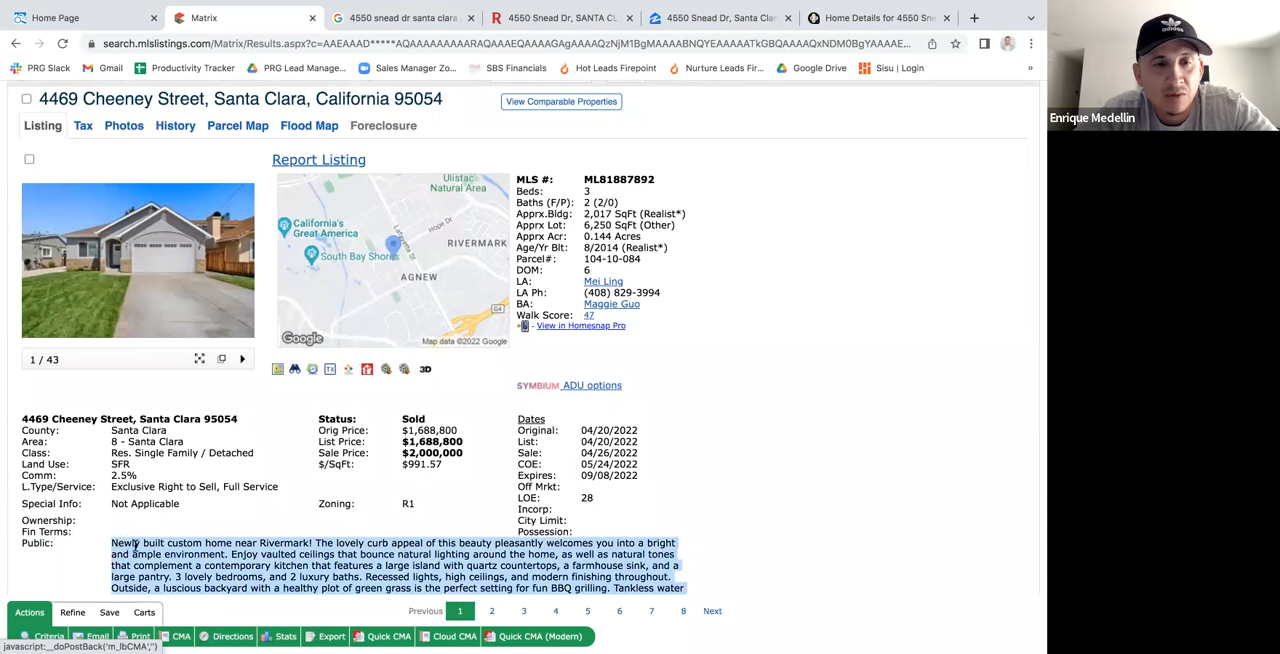 Home Page
Matrix
4550 snead dr santa clara
4550 Snead Dr, SANTA CL
4550 Snead Dr, Santa Clar
Home Details for 4550 Sne
search.mlslistings.com/Matrix/Results.aspx?c=AAEAAAD*****AQAAAAAAAAARAQAAAEQAAAAGAgAAAAQzNjM1BgMAAAABNQYEAAAAATkGBQAAAAQxNDM0BgYAAAAE...
PRG Slack
Gmail
Productivity Tracker
PRG Lead Manage...
Sales Manager Zo...
SBS Financials
Hot Leads Firepoint
Nurture Leads Fir...
Google Drive
Sisu | Login
»
4469 Cheeney Street, Santa Clara, California 95054
View Comparable Properties
Listing Tax Photos History Parcel Map Flood Map Foreclosure
Enrique Medellin
Report Listing
1 / 43
Ulistac
Natural Area
California's
Great America
Hope Dr
Lafayette St
RIVERMARK
South Bay Shores
AGNEW
G4
Google
Map data ©2022 Google
MLS #: ML81887892
Beds: 3
Baths (F/P): 2 (2/0)
Apprx.Bldg: 2,017 SqFt (Realist*)
Apprx Lot: 6,250 SqFt (Other)
Apprx Acr: 0.144 Acres
Age/Yr Blt: 8/2014 (Realist*)
Parcel#: 104-10-084
DOM: 6
LA: Mei Ling
LA Ph: (408) 829-3994
BA: Maggie Guo
Walk Score: 47
- View in Homesnap Pro
TX
3D
SYMBIUM ADU options
4469 Cheeney Street, Santa Clara 95054
County: Santa Clara
Area: 8 - Santa Clara
Class: Res. Single Family / Detached
Land Use: SFR
Comm: 2.5%
L.Type/Service: Exclusive Right to Sell, Full Service
Special Info: Not Applicable
Ownership:
Fin Terms:
Status: Sold
Orig Price: $1,688,800
List Price: $1,688,800
Sale Price: $2,000,000
$/SqFt: $991.57
Zoning: R1
Dates
Original: 04/20/2022
List: 04/20/2022
Sale: 04/26/2022
COE: 05/24/2022
Expires: 09/08/2022
Off Mrkt:
LOE: 28
Incorp:
City Limit:
Possession:
Public: Newly built custom home near Rivermark! The lovely curb appeal of this beauty pleasantly welcomes you into a bright
and ample environment. Enjoy vaulted ceilings that bounce natural lighting around the home, as well as natural tones
that complement a contemporary kitchen that features a large island with quartz countertops, a farmhouse sink, and a
large pantry. 3 lovely bedrooms, and 2 luxury baths. Recessed lights, high ceilings, and modern finishing throughout.
Outside, a luscious backyard with a healthy plot of green grass is the perfect setting for fun BBQ grilling. Tankless water
Actions Refine Save Carts
Previous 1 2 3 4 5 6 7 8 Next
Criteria Email Print CMA Directions Stats Export Quick CMA Cloud CMA Quick CMA (Modern)
javascript:__doPostBack('m_lbCMA','')